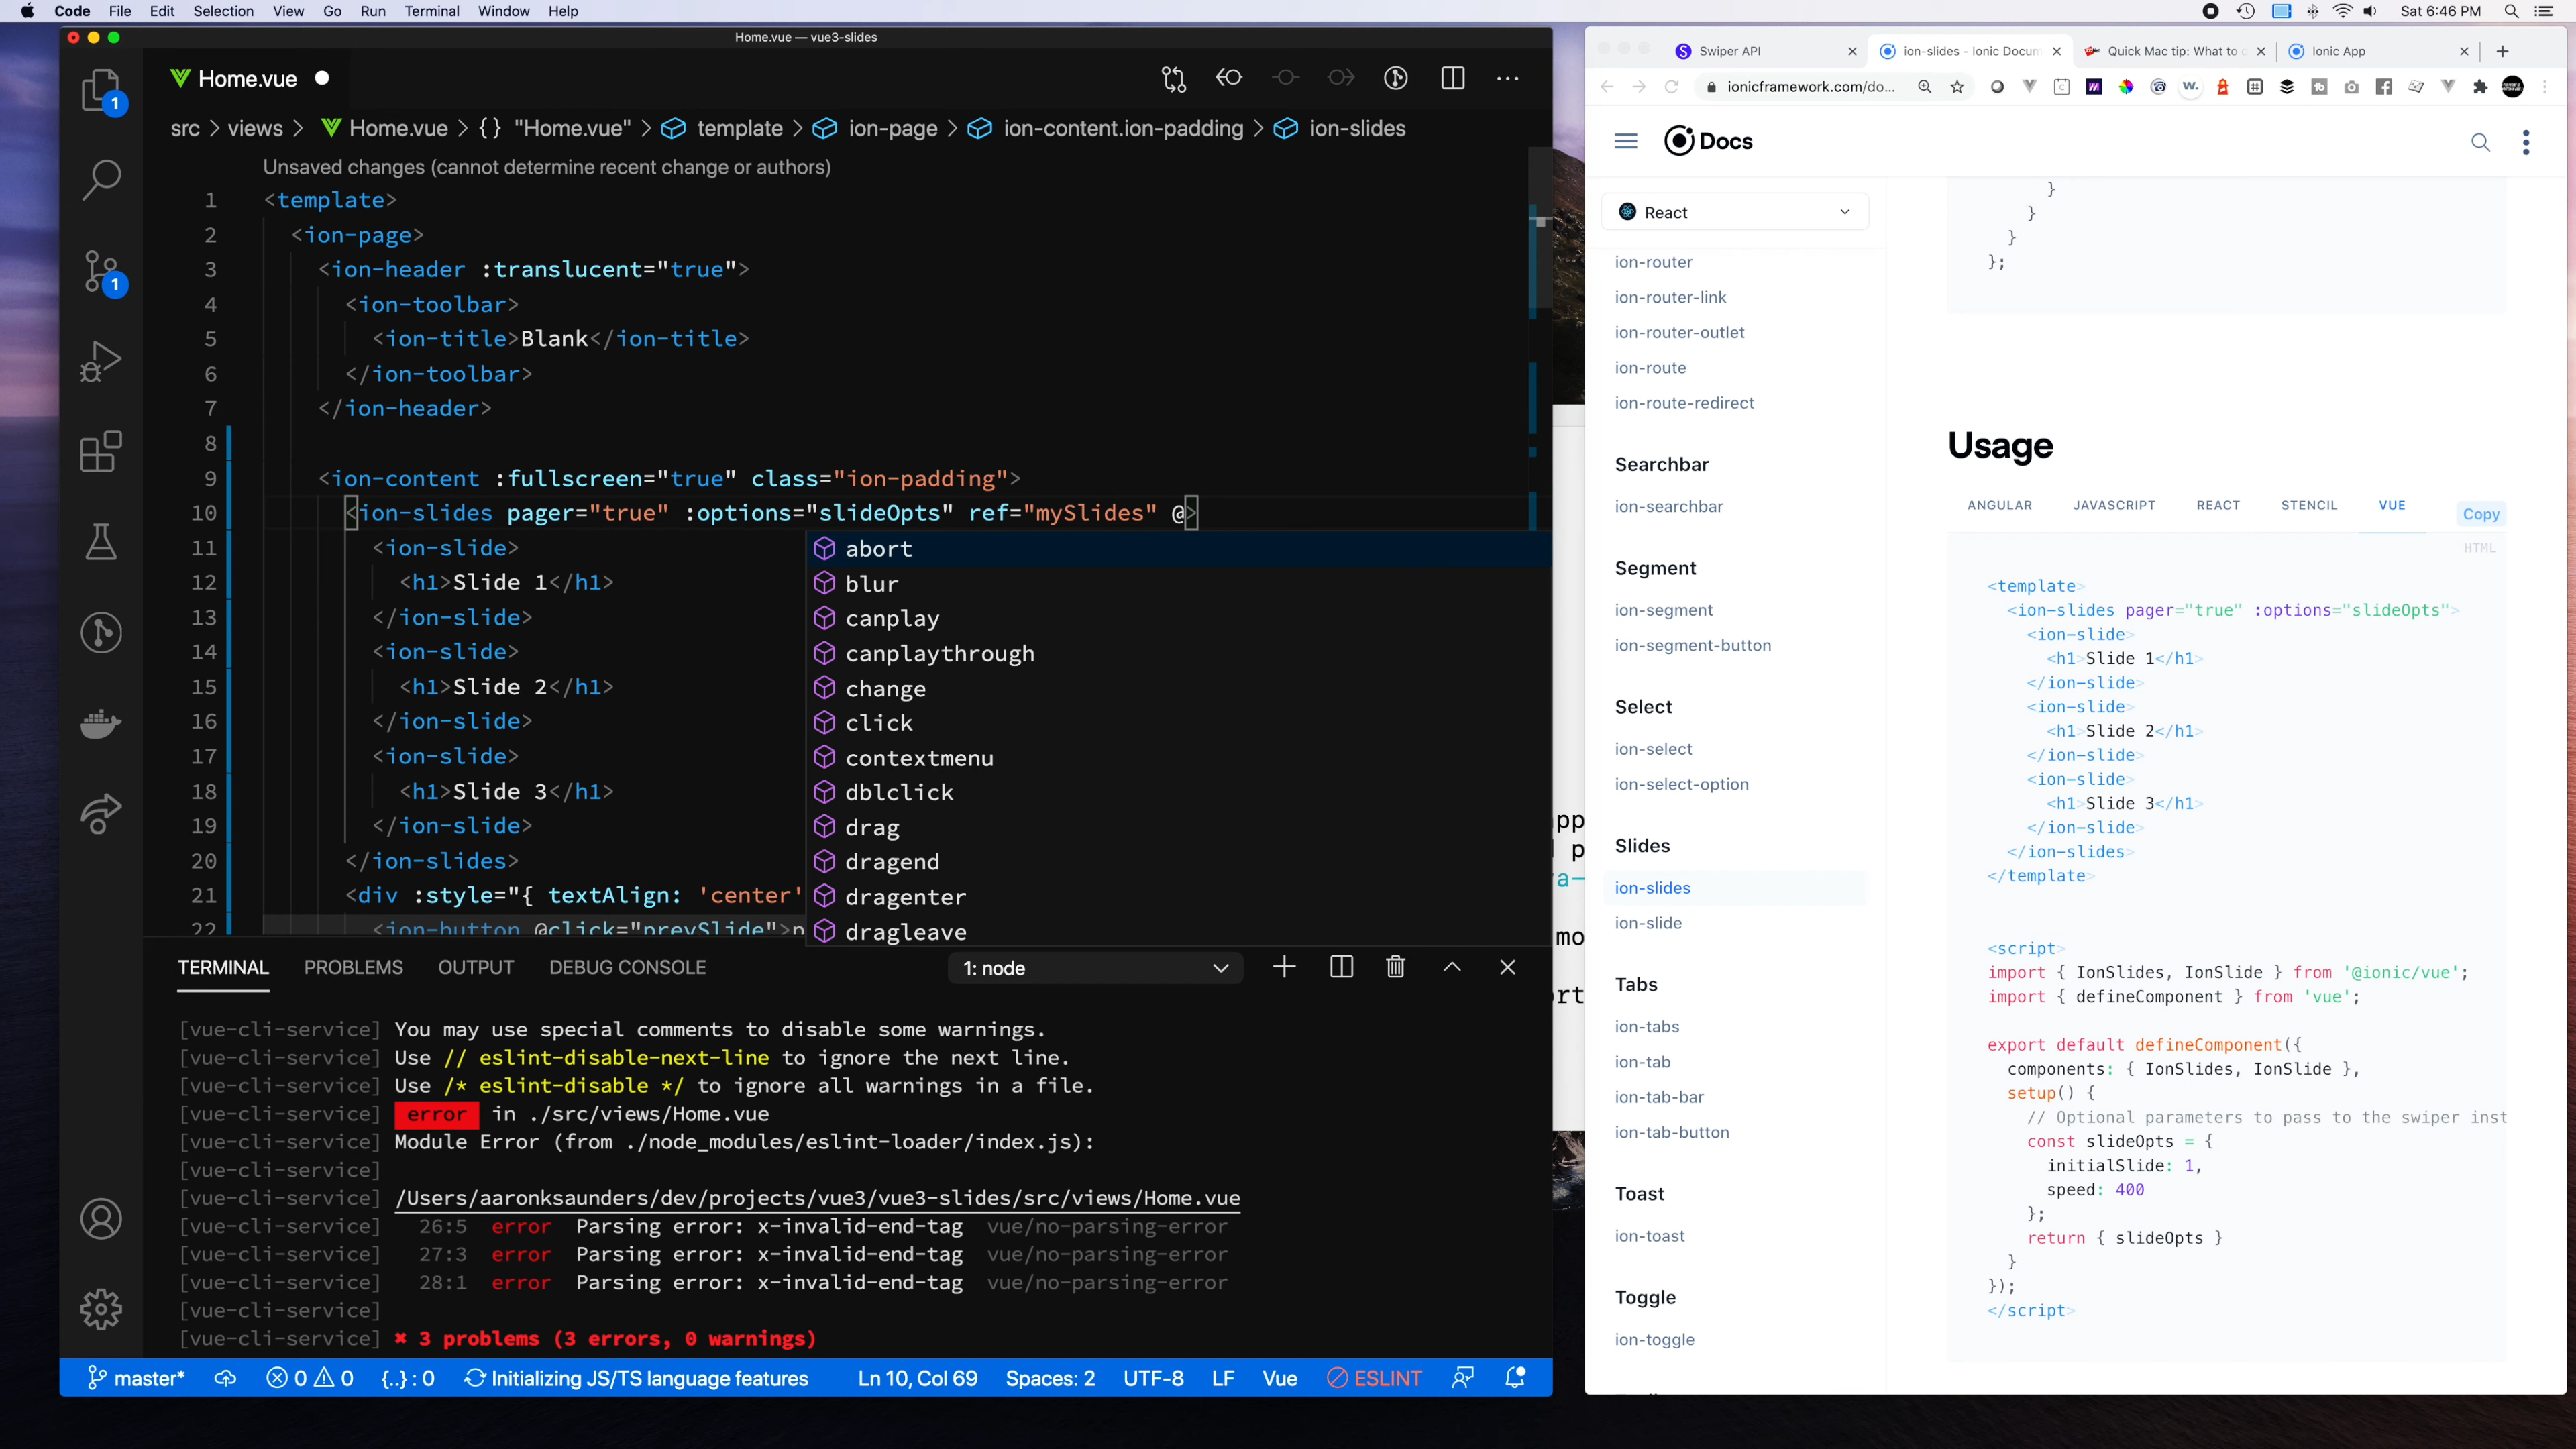 Code File Edit Selection View Go Run Terminal Window Help
Sat 6:46 PM
Home.vue — vue3-slides
Home.vue
src > views > Home.vue > {} "Home.vue" > template > ion-page > ion-content.ion-padding > ion-slides
Unsaved changes (cannot determine recent change or authors)
1 <template>
2 <ion-page>
3 <ion-header :translucent="true">
4 <ion-toolbar>
5 <ion-title>Blank</ion-title>
6 </ion-toolbar>
7 </ion-header>
8
9 <ion-content :fullscreen="true" class="ion-padding">
10 <ion-slides pager="true" :options="slideOpts" ref="mySlides" @>
11 <ion-slide>
12 <h1>Slide 1</h1>
13 </ion-slide>
14 <ion-slide>
15 <h1>Slide 2</h1>
16 </ion-slide>
17 <ion-slide>
18 <h1>Slide 3</h1>
19 </ion-slide>
20 </ion-slides>
21 <div :style="{ textAlign: 'center'
22 <ion-button @click="prevSlide">p
abort
blur
canplay
canplaythrough
change
click
contextmenu
dblclick
drag
dragend
dragenter
dragleave
TERMINAL PROBLEMS OUTPUT DEBUG CONSOLE 1: node
[vue-cli-service] You may use special comments to disable some warnings.
[vue-cli-service] Use // eslint-disable-next-line to ignore the next line.
[vue-cli-service] Use /* eslint-disable */ to ignore all warnings in a file.
[vue-cli-service] error in ./src/views/Home.vue
[vue-cli-service] Module Error (from ./node_modules/eslint-loader/index.js):
[vue-cli-service]
[vue-cli-service] /Users/aaronksaunders/dev/projects/vue3/vue3-slides/src/views/Home.vue
[vue-cli-service] 26:5 error Parsing error: x-invalid-end-tag vue/no-parsing-error
[vue-cli-service] 27:3 error Parsing error: x-invalid-end-tag vue/no-parsing-error
[vue-cli-service] 28:1 error Parsing error: x-invalid-end-tag vue/no-parsing-error
[vue-cli-service]
[vue-cli-service] ✖ 3 problems (3 errors, 0 warnings)
master* 0 0 {..} : 0 Initializing JS/TS language features Ln 10, Col 69 Spaces: 2 UTF-8 LF Vue ESLINT
app
p
a-
mo
ort
Swiper API
ion-slides - Ionic Docum
Quick Mac tip: What to
Ionic App
ionicframework.com/do...
Docs
React
ion-router
ion-router-link
ion-router-outlet
ion-route
ion-route-redirect
Searchbar
ion-searchbar
Segment
ion-segment
ion-segment-button
Select
ion-select
ion-select-option
Slides
ion-slides
ion-slide
Tabs
ion-tabs
ion-tab
ion-tab-bar
ion-tab-button
Toast
ion-toast
Toggle
ion-toggle
}
}
}
};
Usage
ANGULAR JAVASCRIPT REACT STENCIL VUE
Copy
HTML
<template>
<ion-slides pager="true" :options="slideOpts">
<ion-slide>
<h1>Slide 1</h1>
</ion-slide>
<ion-slide>
<h1>Slide 2</h1>
</ion-slide>
<ion-slide>
<h1>Slide 3</h1>
</ion-slide>
</ion-slides>
</template>
<script>
import { IonSlides, IonSlide } from '@ionic/vue';
import { defineComponent } from 'vue';
export default defineComponent({
components: { IonSlides, IonSlide },
setup() {
// Optional parameters to pass to the swiper inst
const slideOpts = {
initialSlide: 1,
speed: 400
};
return { slideOpts }
}
});
</script>